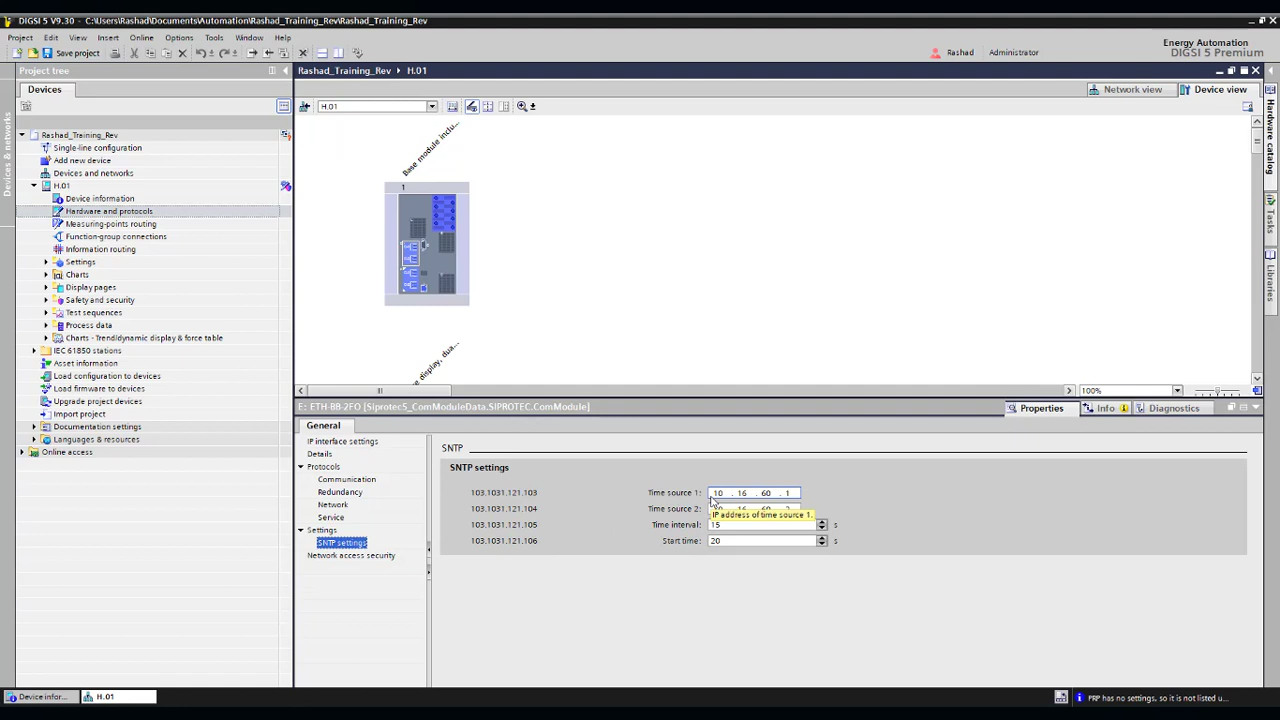 DIGSI 5 V9.30 - C:\Users\Rashad\Documents\Automation\Rashad_Training_Rev\Rashad_Training_Rev
Project Edit View Insert Online Options Tools Window Help
Save project
Rashad Administrator
Energy Automation
DIGSI 5 Premium
Project tree
Rashad_Training_Rev H.01
Devices
Network view Device view
H.01
Devices & networks
Rashad_Training_Rev
Single-line configuration
Add new device
Devices and networks
H.01
Device information
Hardware and protocols
Measuring-points routing
Function-group connections
Information routing
Settings
Charts
Display pages
Safety and security
Test sequences
Process data
Charts - Trend/dynamic display & force table
IEC 61850 stations
Asset information
Load configuration to devices
Load firmware to devices
Upgrade project devices
Import project
Documentation settings
Languages & resources
Online access
Base module inclu...
1
display, dua...
100%
Hardware catalog
Tasks
Libraries
E: ETH-BB-2FO [Siprotec5_ComModuleData.SIPROTEC.ComModule]
Properties Info Diagnostics
General
IP interface settings
Details
Protocols
Communication
Redundancy
Network
Service
Settings
SNTP settings
Network access security
SNTP
SNTP settings
103.1031.121.103 Time source 1: 10 . 16 . 60 . 1
103.1031.121.104 Time source 2:
IP address of time source 1.
103.1031.121.105 Time interval: 15 s
103.1031.121.106 Start time: 20 s
Device infor... H.01
PRP has no settings, so it is not listed u...